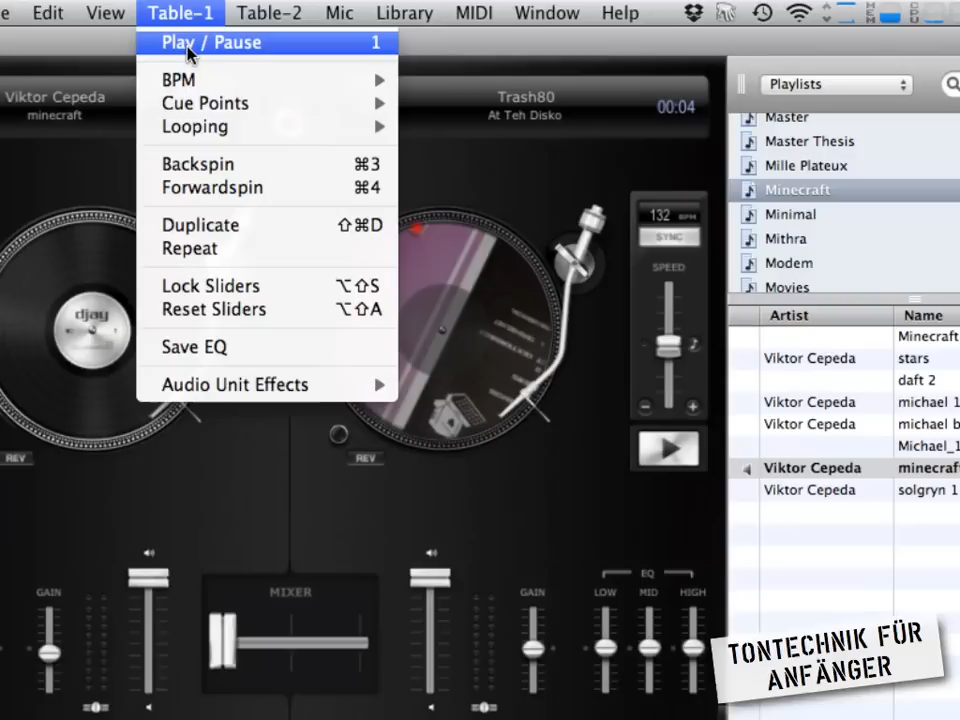 Edit View Table-1 Table-2 Mic Library MIDI Window Help
Play / Pause 1
BPM
Cue Points
Looping
Backspin ⌘3
Forwardspin ⌘4
Duplicate ⇧⌘D
Repeat
Lock Sliders ⌥⇧S
Reset Sliders ⌥⇧A
Save EQ
Audio Unit Effects
Viktor Cepeda
minecraft
djay
REV
Trash80
At Teh Disko
00:04
REV
132 BPM
SYNC
SPEED
Playlists
Master
Master Thesis
Mille Plateux
Minecraft
Minimal
Mithra
Modem
Movies
Artist Name
Minecraft
Viktor Cepeda stars
daft 2
Viktor Cepeda michael 1
Viktor Cepeda michael b
Michael_1
Viktor Cepeda minecraf
Viktor Cepeda solgryn 1
GAIN
MIXER
GAIN
EQ
LOW MID HIGH
TONTECHNIK FÜR
ANFÄNGER